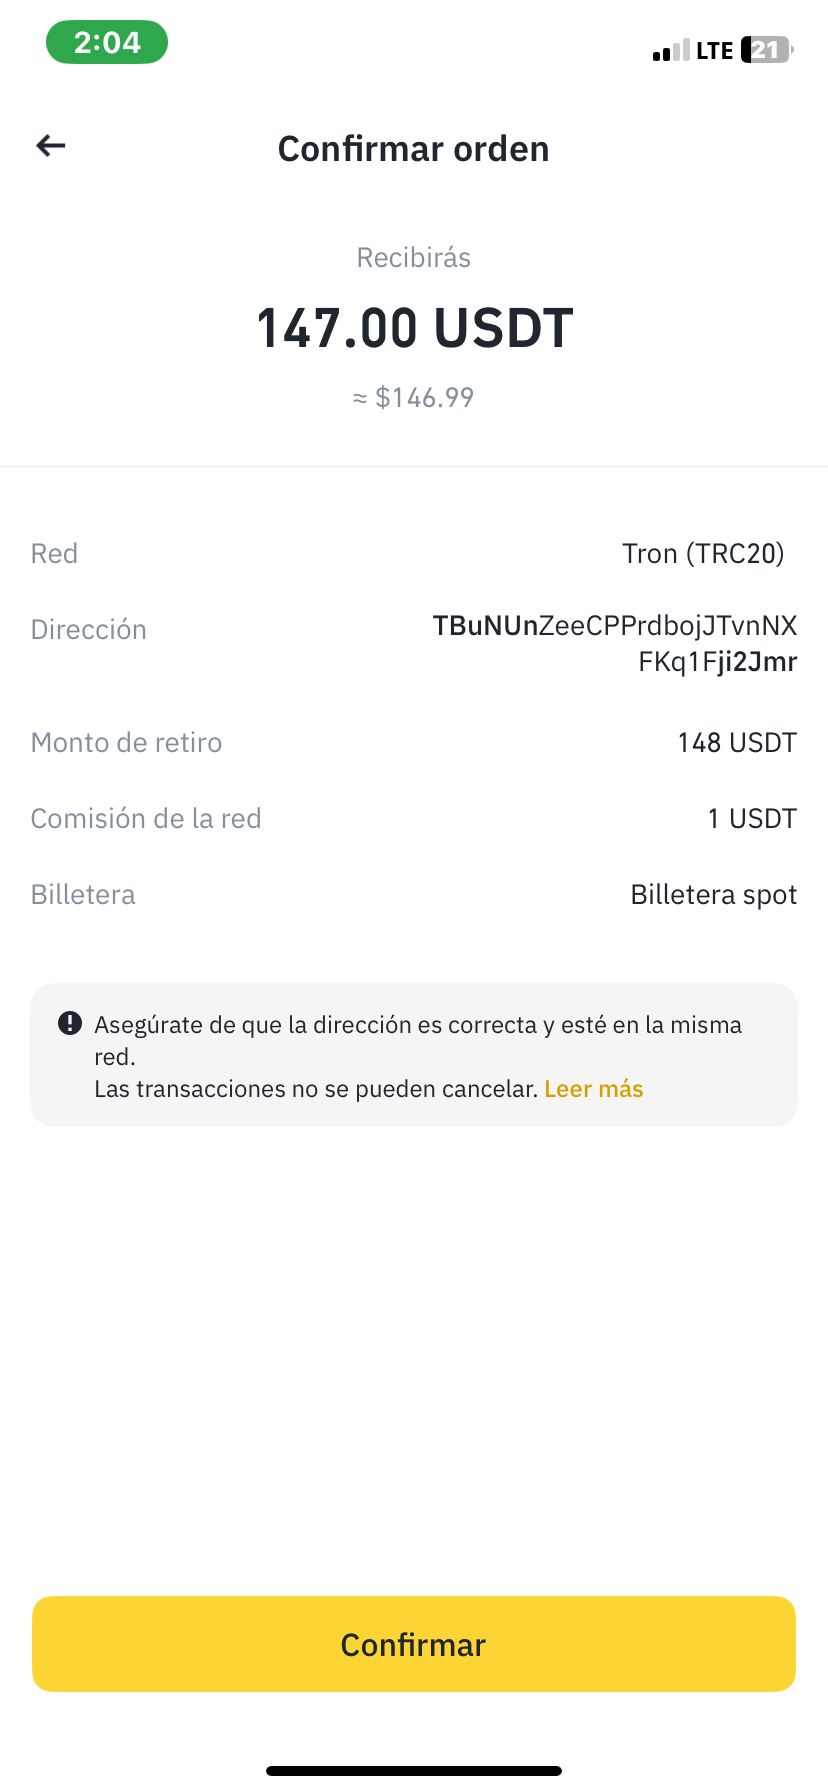 2:04
LTE 21
Confirmar orden
Recibirás
147.00 USDT
≈ $146.99
Red Tron (TRC20)
Dirección TBuNUnZeeCPPrdbojJTvnNX
FKq1Fji2Jmr
Monto de retiro 148 USDT
Comisión de la red 1 USDT
Billetera Billetera spot
Asegúrate de que la dirección es correcta y esté en la misma
red.
Las transacciones no se pueden cancelar. Leer más
Confirmar